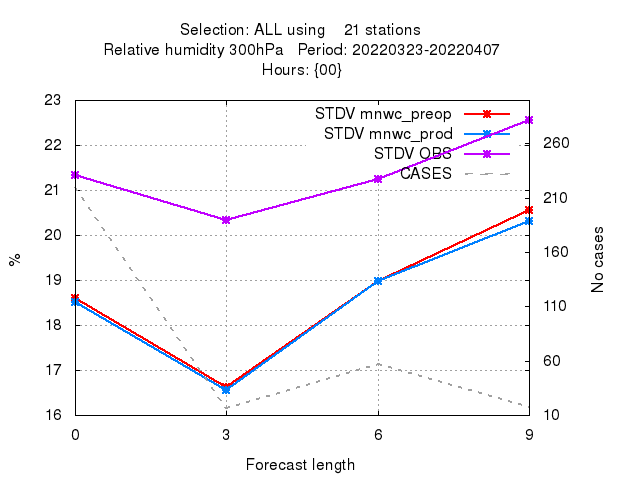 Selection: ALL using 21 stations
Relative humidity 300hPa Period: 20220323-20220407
Hours: {00}
STDV mnwc_preop
STDV mnwc_prod
STDV OBS
CASES
23
22
21
20
19
18
17
16
%
260
210
160
110
60
10
No cases
0 3 6 9
Forecast length